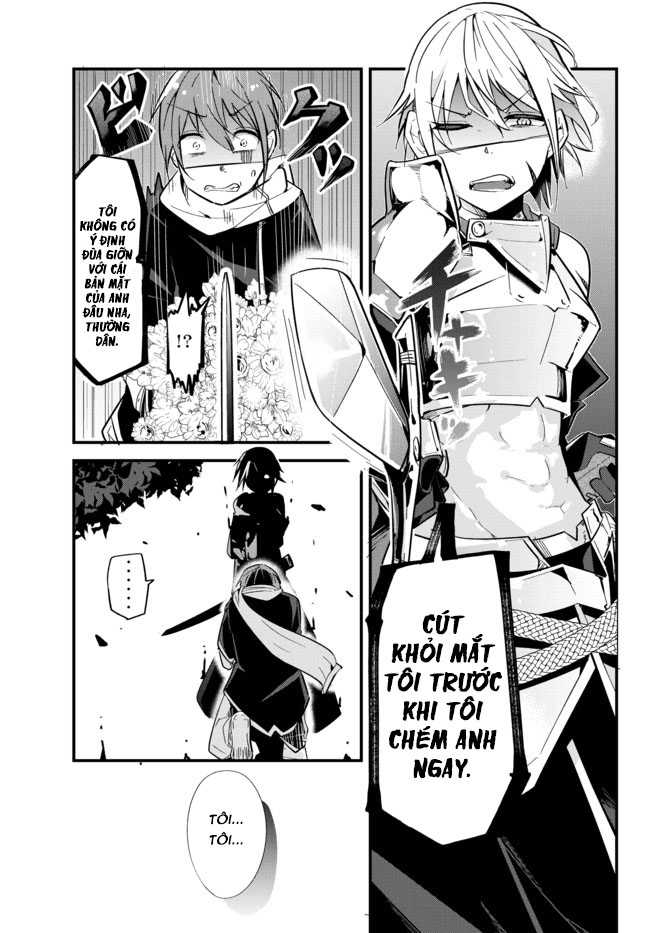 チャキ
CÚT
KHỎI MẮT
TÔI TRƯỚC
KHI TÔI
CHÉM ANH
NGAY.
ビクッ
TÔI
KHÔNG CÓ
Ý ĐỊNH
ĐÙA GIỠN
VỚI CÁI
BẢN MẶT
CỦA ANH
ĐÂU NHA,
THƯỜNG
DÂN.
!?
......
TÔI...
TÔI...